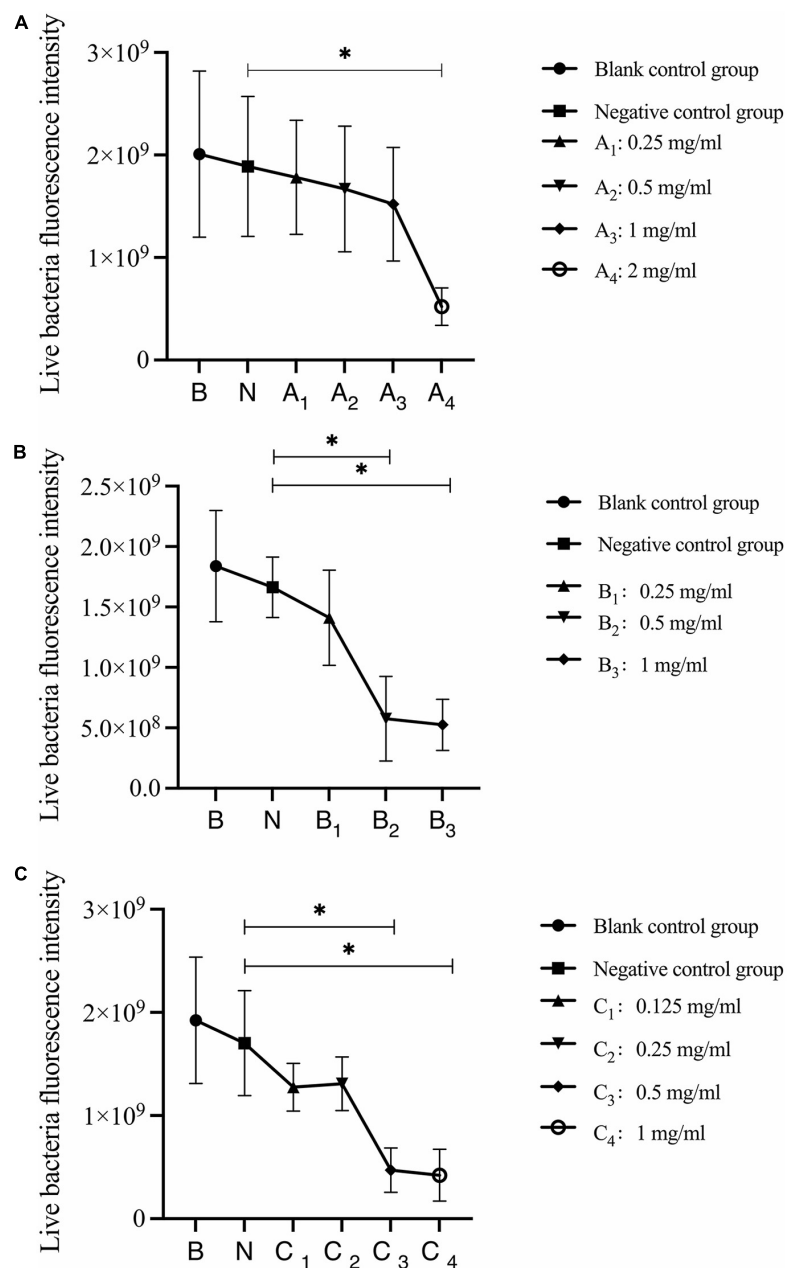 A
Live bacteria fluorescence intensity
3×10⁹
2×10⁹
1×10⁹
0
*
B N A₁ A₂ A₃ A₄
Blank control group
Negative control group
A₁: 0.25 mg/ml
A₂: 0.5 mg/ml
A₃: 1 mg/ml
A₄: 2 mg/ml
B
Live bacteria fluorescence intensity
2.5×10⁹
2.0×10⁹
1.5×10⁹
1.0×10⁹
5.0×10⁸
0.0
*
*
B N B₁ B₂ B₃
Blank control group
Negative control group
B₁: 0.25 mg/ml
B₂: 0.5 mg/ml
B₃: 1 mg/ml
C
Live bacteria fluorescence intensity
3×10⁹
2×10⁹
1×10⁹
0
*
*
B N C₁ C₂ C₃ C₄
Blank control group
Negative control group
C₁: 0.125 mg/ml
C₂: 0.25 mg/ml
C₃: 0.5 mg/ml
C₄: 1 mg/ml